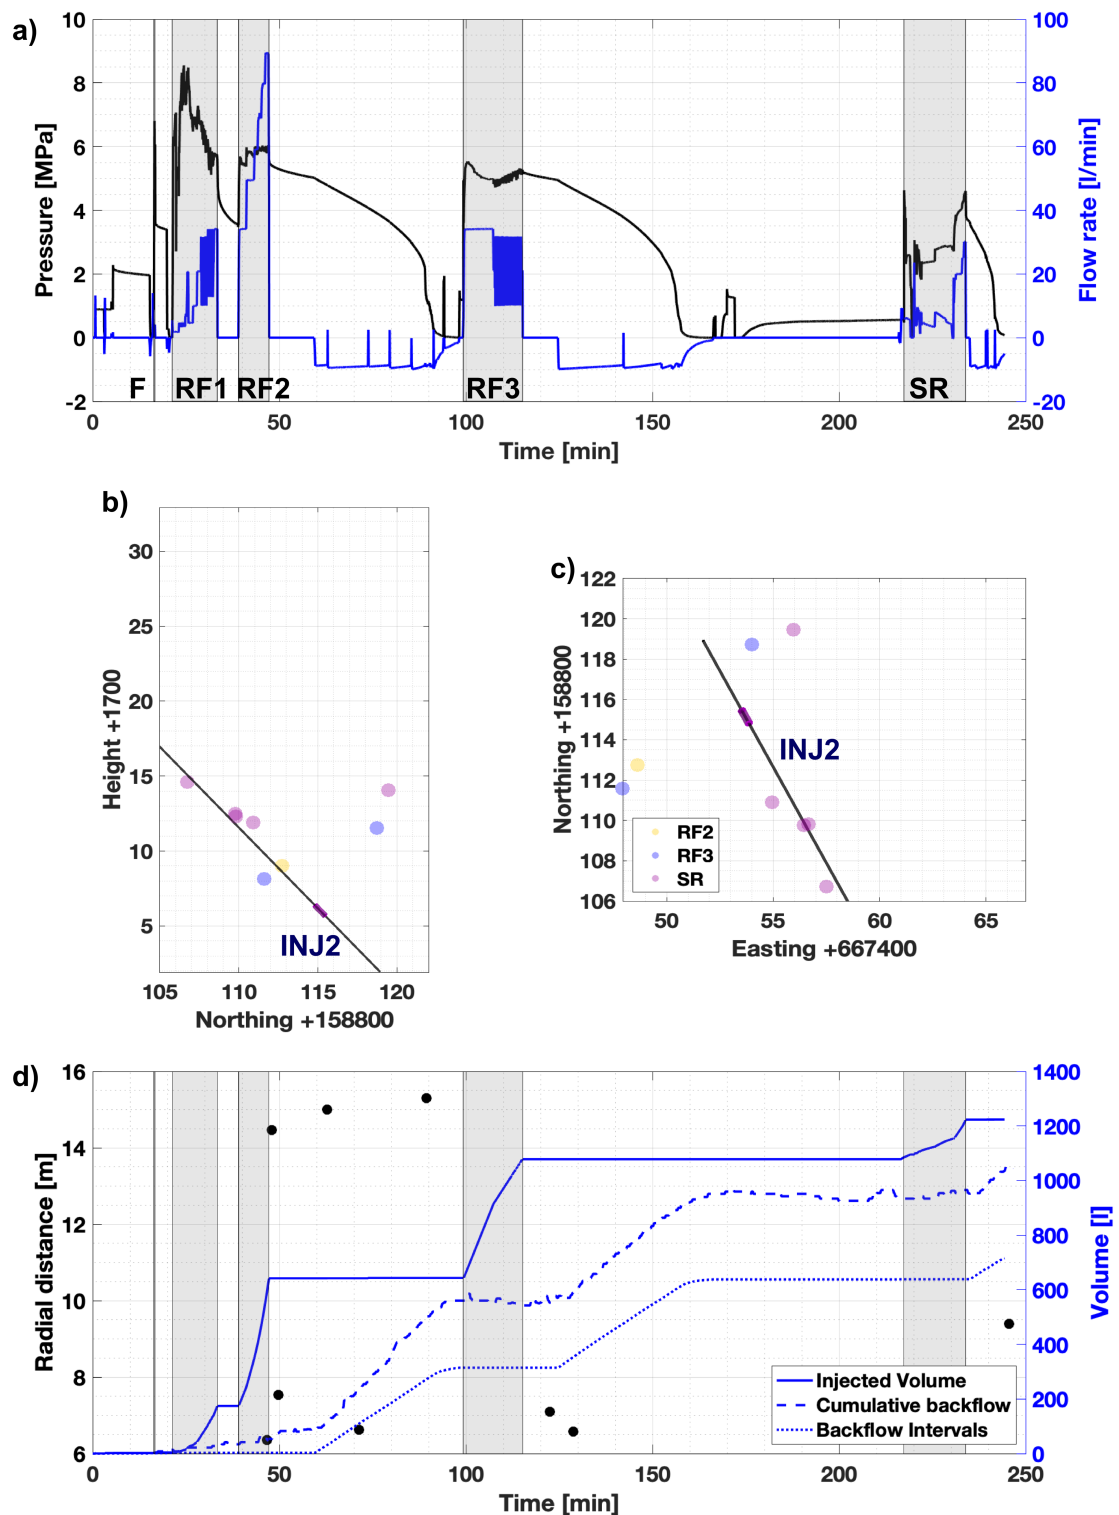 a)
10
8
6
4
2
0
-2
Pressure [MPa]
100
80
60
40
20
0
-20
Flow rate [l/min]
F
RF1
RF2
RF3
SR
0
50
100
150
200
250
Time [min]
b)
30
25
20
15
10
5
Height +1700
INJ2
105
110
115
120
Northing +158800
c)
122
120
118
116
114
112
110
108
106
Northing +158800
INJ2
RF2
RF3
SR
50
55
60
65
Easting +667400
d)
16
14
12
10
8
6
Radial distance [m]
1400
1200
1000
800
600
400
200
0
Volume [l]
Injected Volume
Cumulative backflow
Backflow Intervals
0
50
100
150
200
250
Time [min]